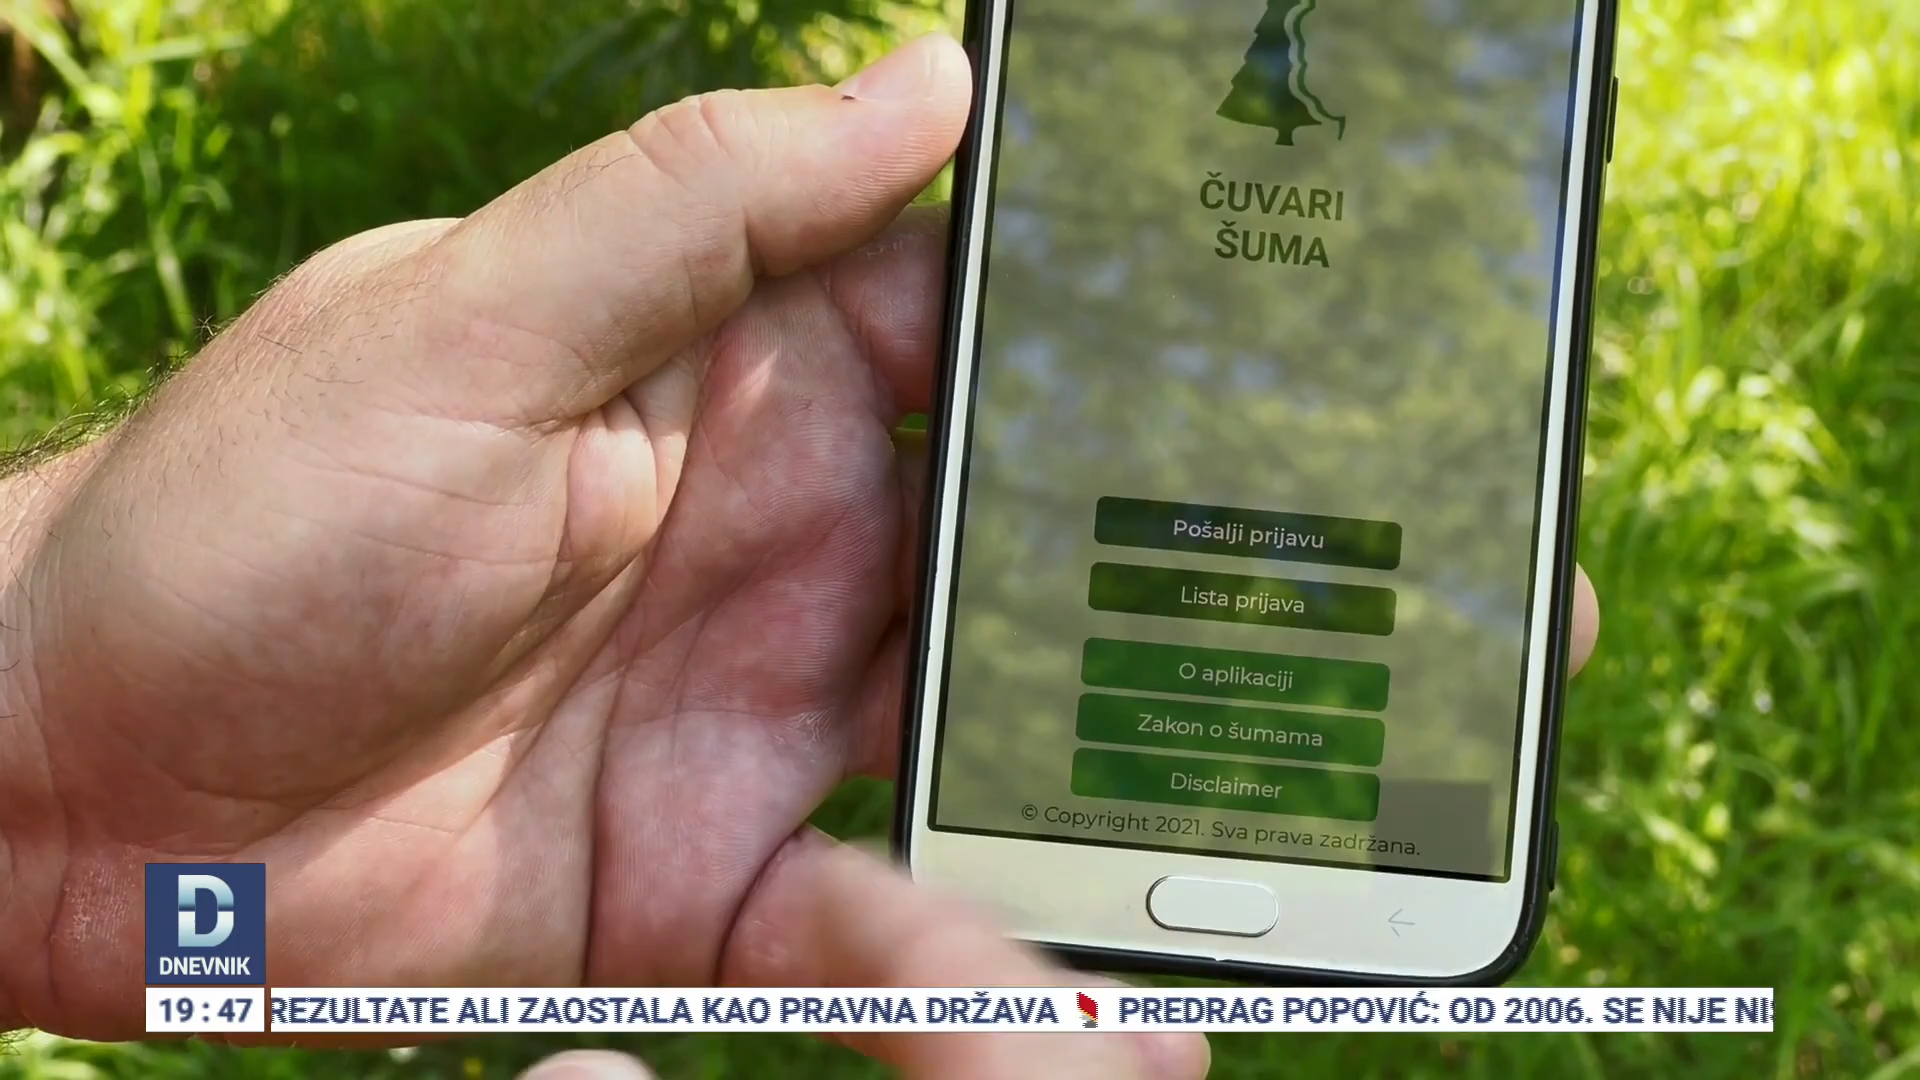 ČUVARI
ŠUMA
Pošalji prijavu
Lista prijava
O aplikaciji
Zakon o šumama
Disclaimer
© Copyright 2021. Sva prava zadržana.
D
DNEVNIK
19:47 REZULTATE ALI ZAOSTALA KAO PRAVNA DRŽAVA PREDRAG POPOVIĆ: OD 2006. SE NIJE